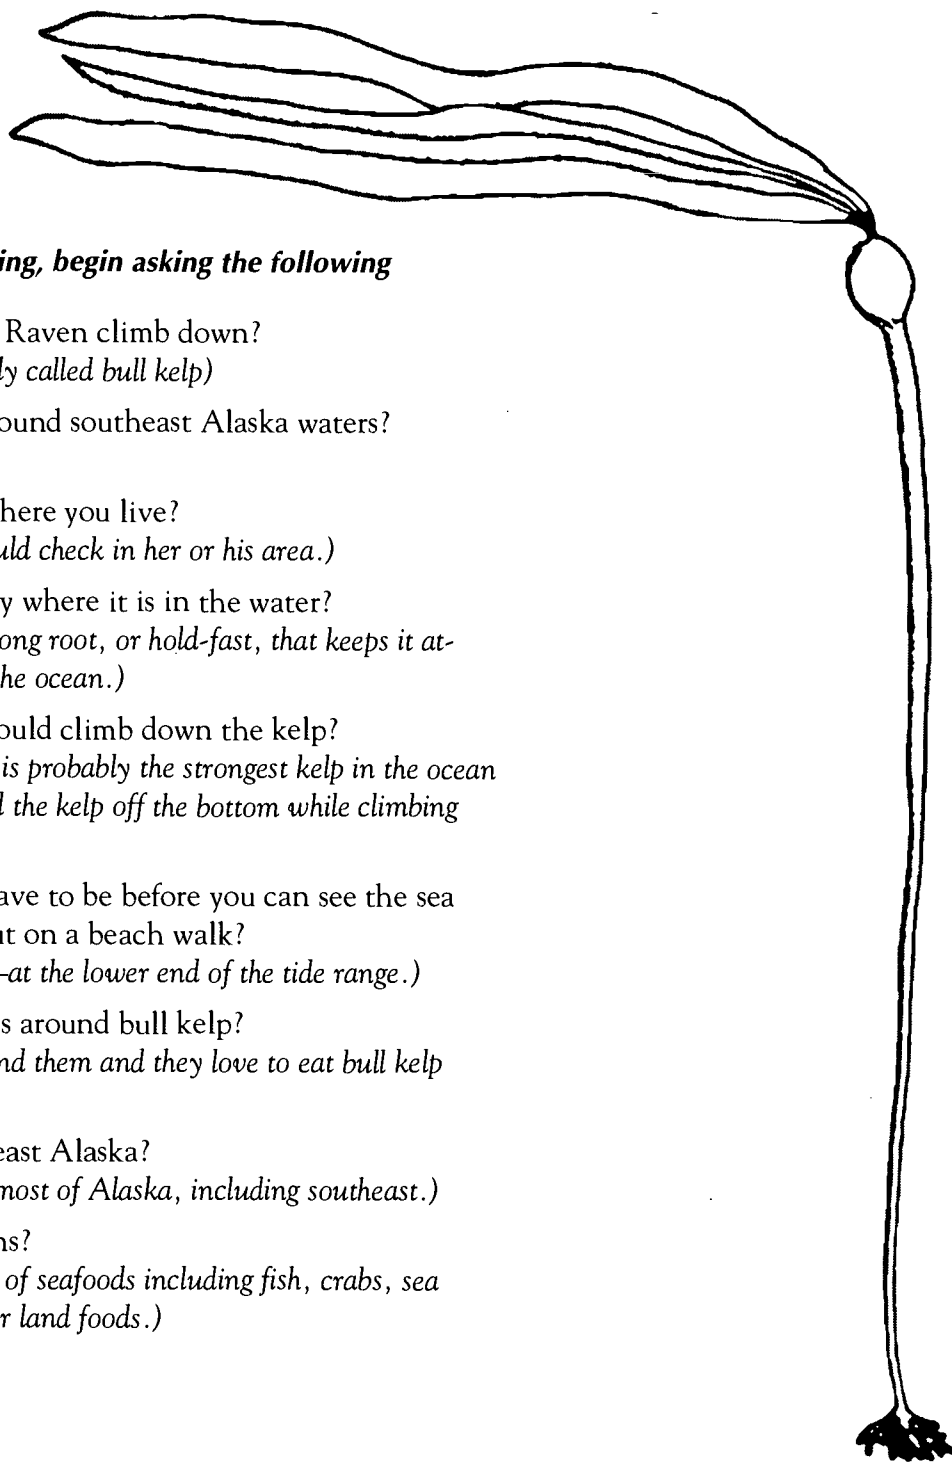 ing, begin asking the following
Raven climb down?
ly called bull kelp)
ound southeast Alaska waters?
here you live?
uld check in her or his area.)
y where it is in the water?
ong root, or hold-fast, that keeps it at-
he ocean.)
ould climb down the kelp?
is probably the strongest kelp in the ocean
l the kelp off the bottom while climbing
ave to be before you can see the sea
ut on a beach walk?
–at the lower end of the tide range.)
s around bull kelp?
nd them and they love to eat bull kelp
east Alaska?
most of Alaska, including southeast.)
ns?
of seafoods including fish, crabs, sea
r land foods.)